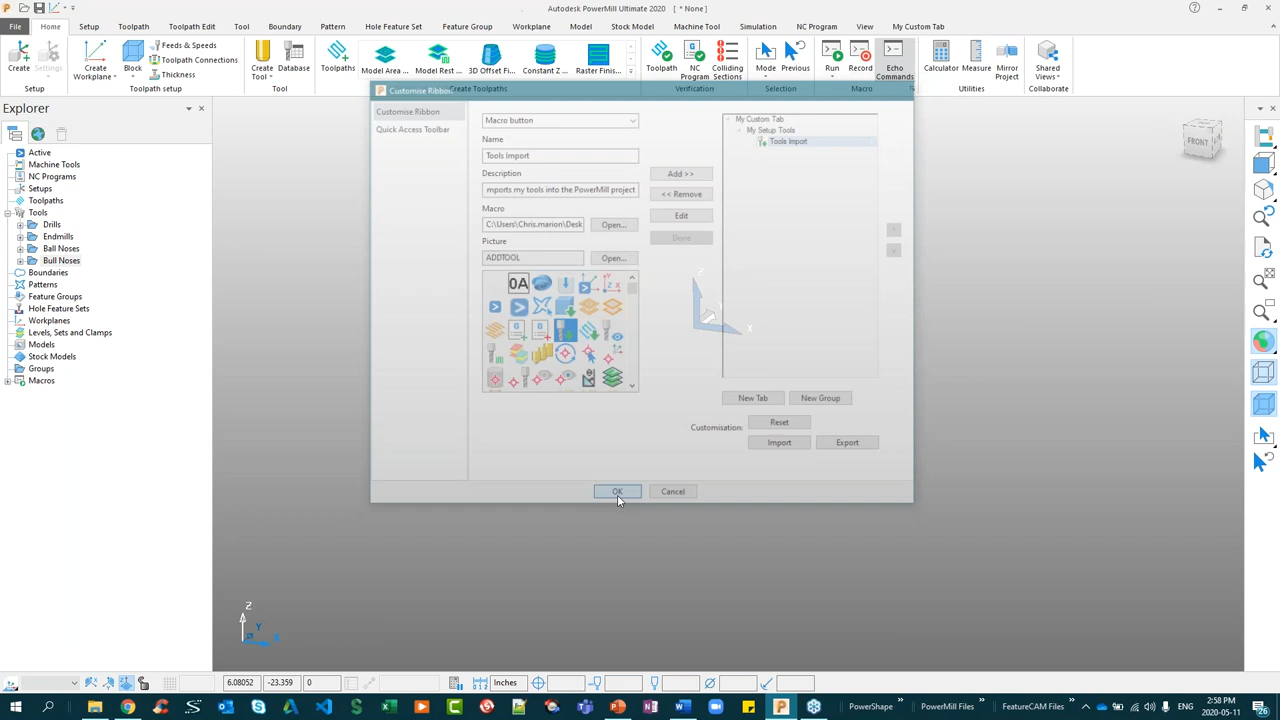 Autodesk PowerMill Ultimate 2020 - [ * None ]
File Home Setup Toolpath Toolpath Edit Tool Boundary Pattern Hole Feature Set Feature Group Workplane Model Stock Model Machine Tool Simulation NC Program View My Custom Tab
Create
Settings
Setup
Create Workplane
Block
Feeds & Speeds
Toolpath Connections
Thickness
Toolpath setup
Create Tool
Database
Tool
Toolpaths
Model Area ...
Model Rest ...
3D Offset Fi...
Constant Z ...
Raster Finis...
Create Toolpaths
Toolpath
NC Program
Colliding Sections
Verification
Mode
Previous
Selection
Run
Record
Echo Commands
Macro
Calculator
Measure
Mirror Project
Utilities
Shared Views
Collaborate
Explorer
Active
Machine Tools
NC Programs
Setups
Toolpaths
Tools
Drills
Endmills
Ball Noses
Bull Noses
Boundaries
Patterns
Feature Groups
Hole Feature Sets
Workplanes
Levels, Sets and Clamps
Models
Stock Models
Groups
Macros
Customise Ribbon
Customise Ribbon
Quick Access Toolbar
Macro button
Name
Tools Import
Description
mports my tools into the PowerMill project
Macro
C:\Users\Chris.marion\Desk
Open...
Picture
ADDTOOL
Open...
0A
Add >>
<< Remove
Edit
Done
My Custom Tab
My Setup Tools
Tools Import
New Tab
New Group
Customisation:
Reset
Import
Export
OK
Cancel
Z
X
FRONT
Z
Y
X
6.08052
-23.359
0
Inches
PowerShape
PowerMill Files
FeatureCAM Files
ENG
2:58 PM
2020-05-11
26